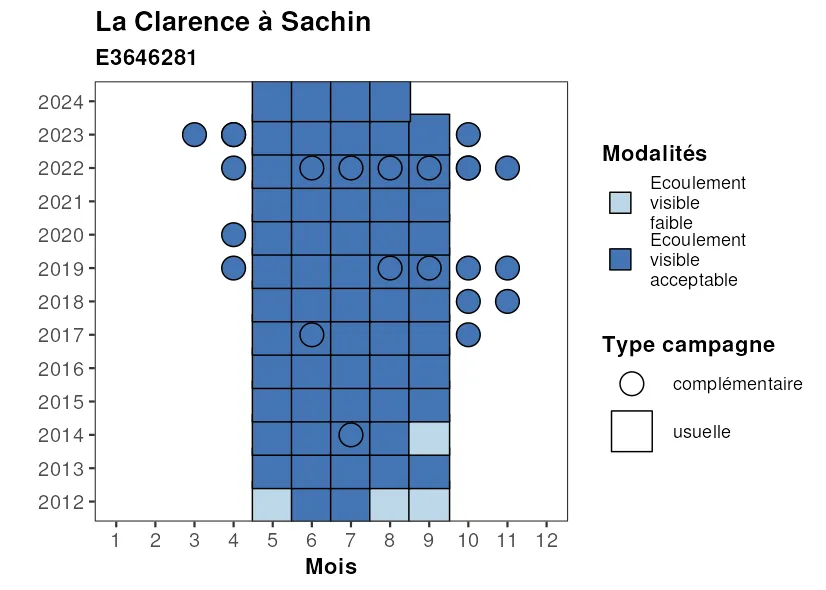 La Clarence à Sachin
E3646281
2024
2023
2022
2021
2020
2019
2018
2017
2016
2015
2014
2013
2012
1 2 3 4 5 6 7 8 9 10 11 12
Mois
Modalités
Ecoulement
visible
faible
Ecoulement
visible
acceptable
Type campagne
complémentaire
usuelle